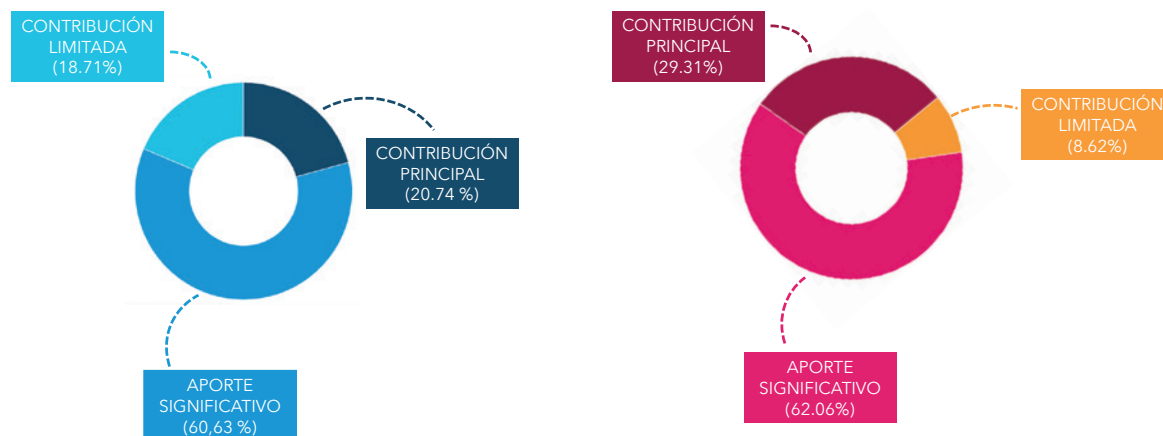 CONTRIBUCIÓN
LIMITADA
(18.71%)
CONTRIBUCIÓN
PRINCIPAL
(20.74 %)
APORTE
SIGNIFICATIVO
(60,63 %)
CONTRIBUCIÓN
PRINCIPAL
(29.31%)
CONTRIBUCIÓN
LIMITADA
(8.62%)
APORTE
SIGNIFICATIVO
(62.06%)